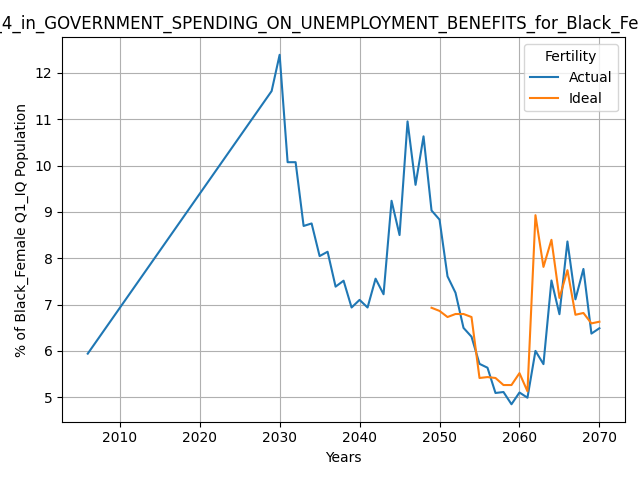 _4_in_GOVERNMENT_SPENDING_ON_UNEMPLOYMENT_BENEFITS_for_Black_Fe
Fertility
Actual
Ideal
% of Black_Female Q1_IQ Population
12
11
10
9
8
7
6
5
2010 2020 2030 2040 2050 2060 2070
Years